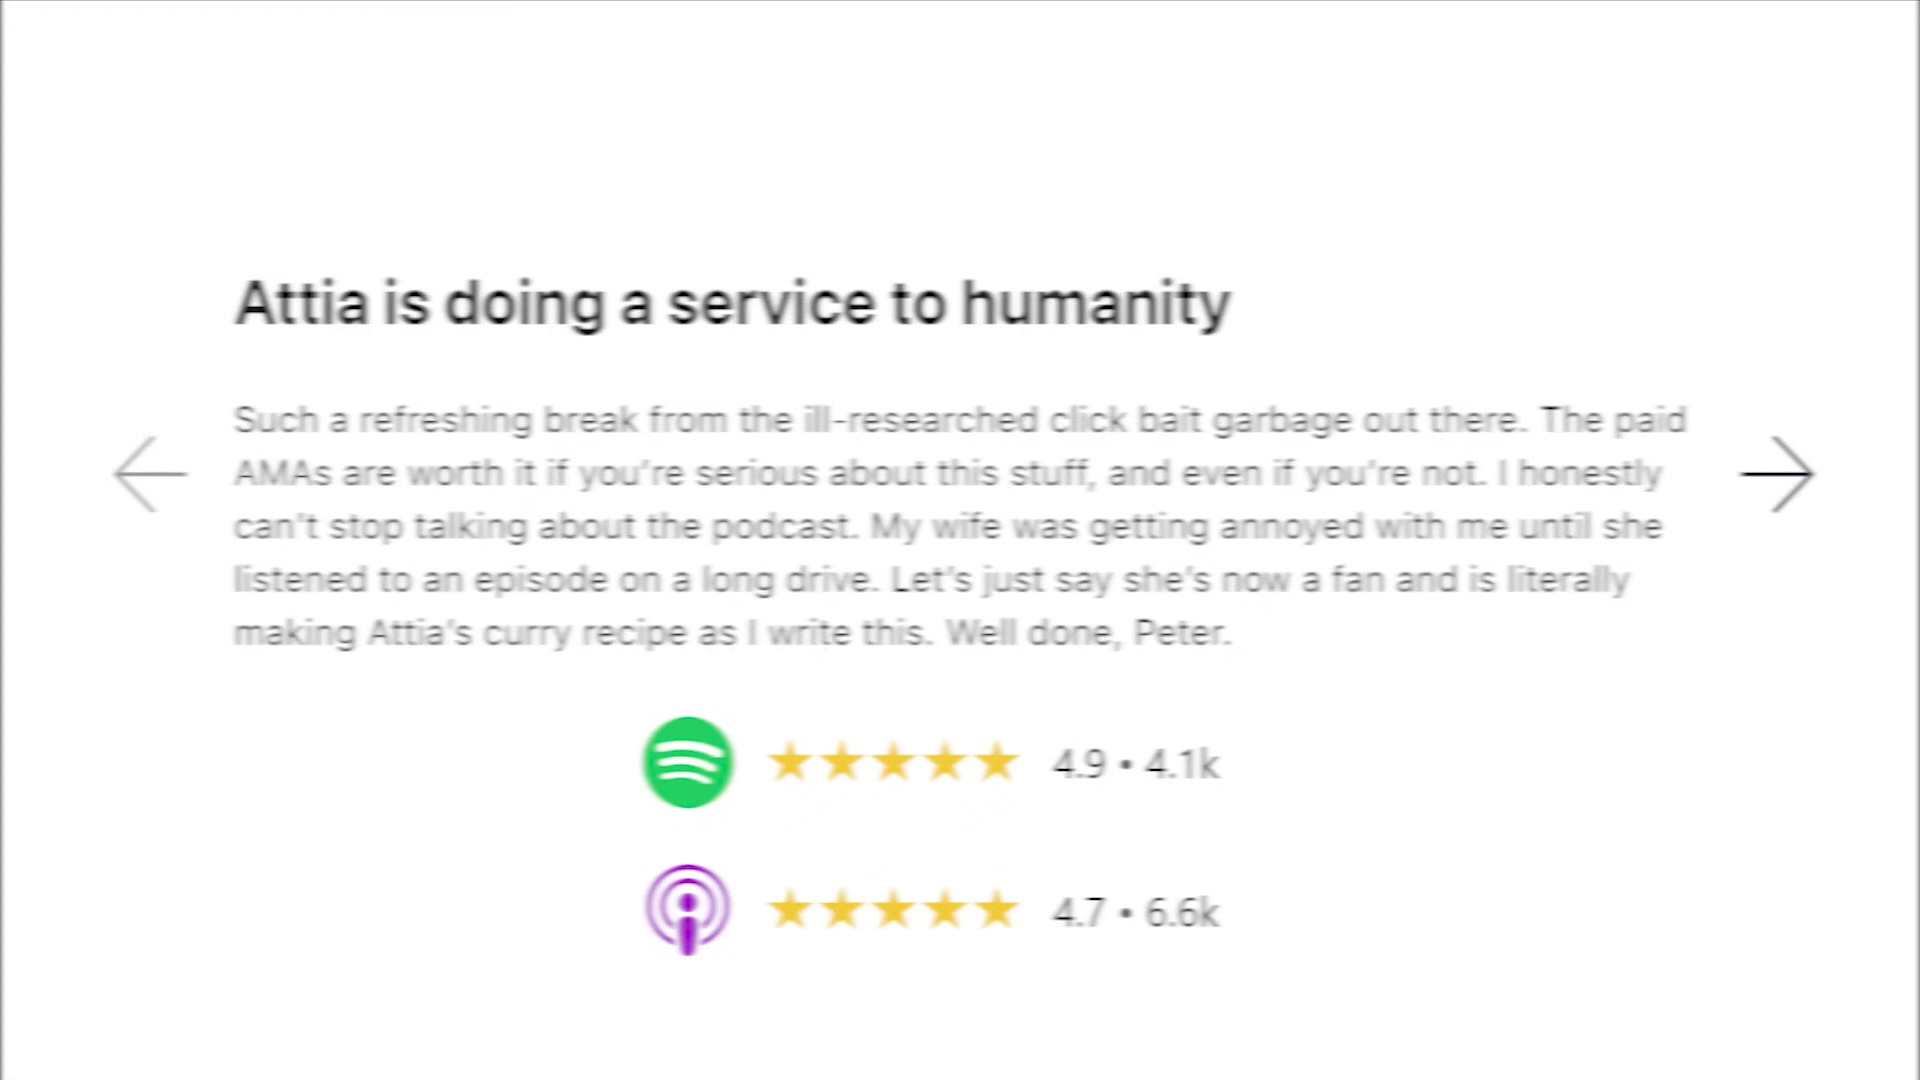 Attia is doing a service to humanity
Such a refreshing break from the ill-researched click bait garbage out there. The paid
AMAs are worth it if you're serious about this stuff, and even if you're not. I honestly
can't stop talking about the podcast. My wife was getting annoyed with me until she
listened to an episode on a long drive. Let's just say she's now a fan and is literally
making Attia's curry recipe as I write this. Well done, Peter.
4.9 • 4.1k
4.7 • 6.6k